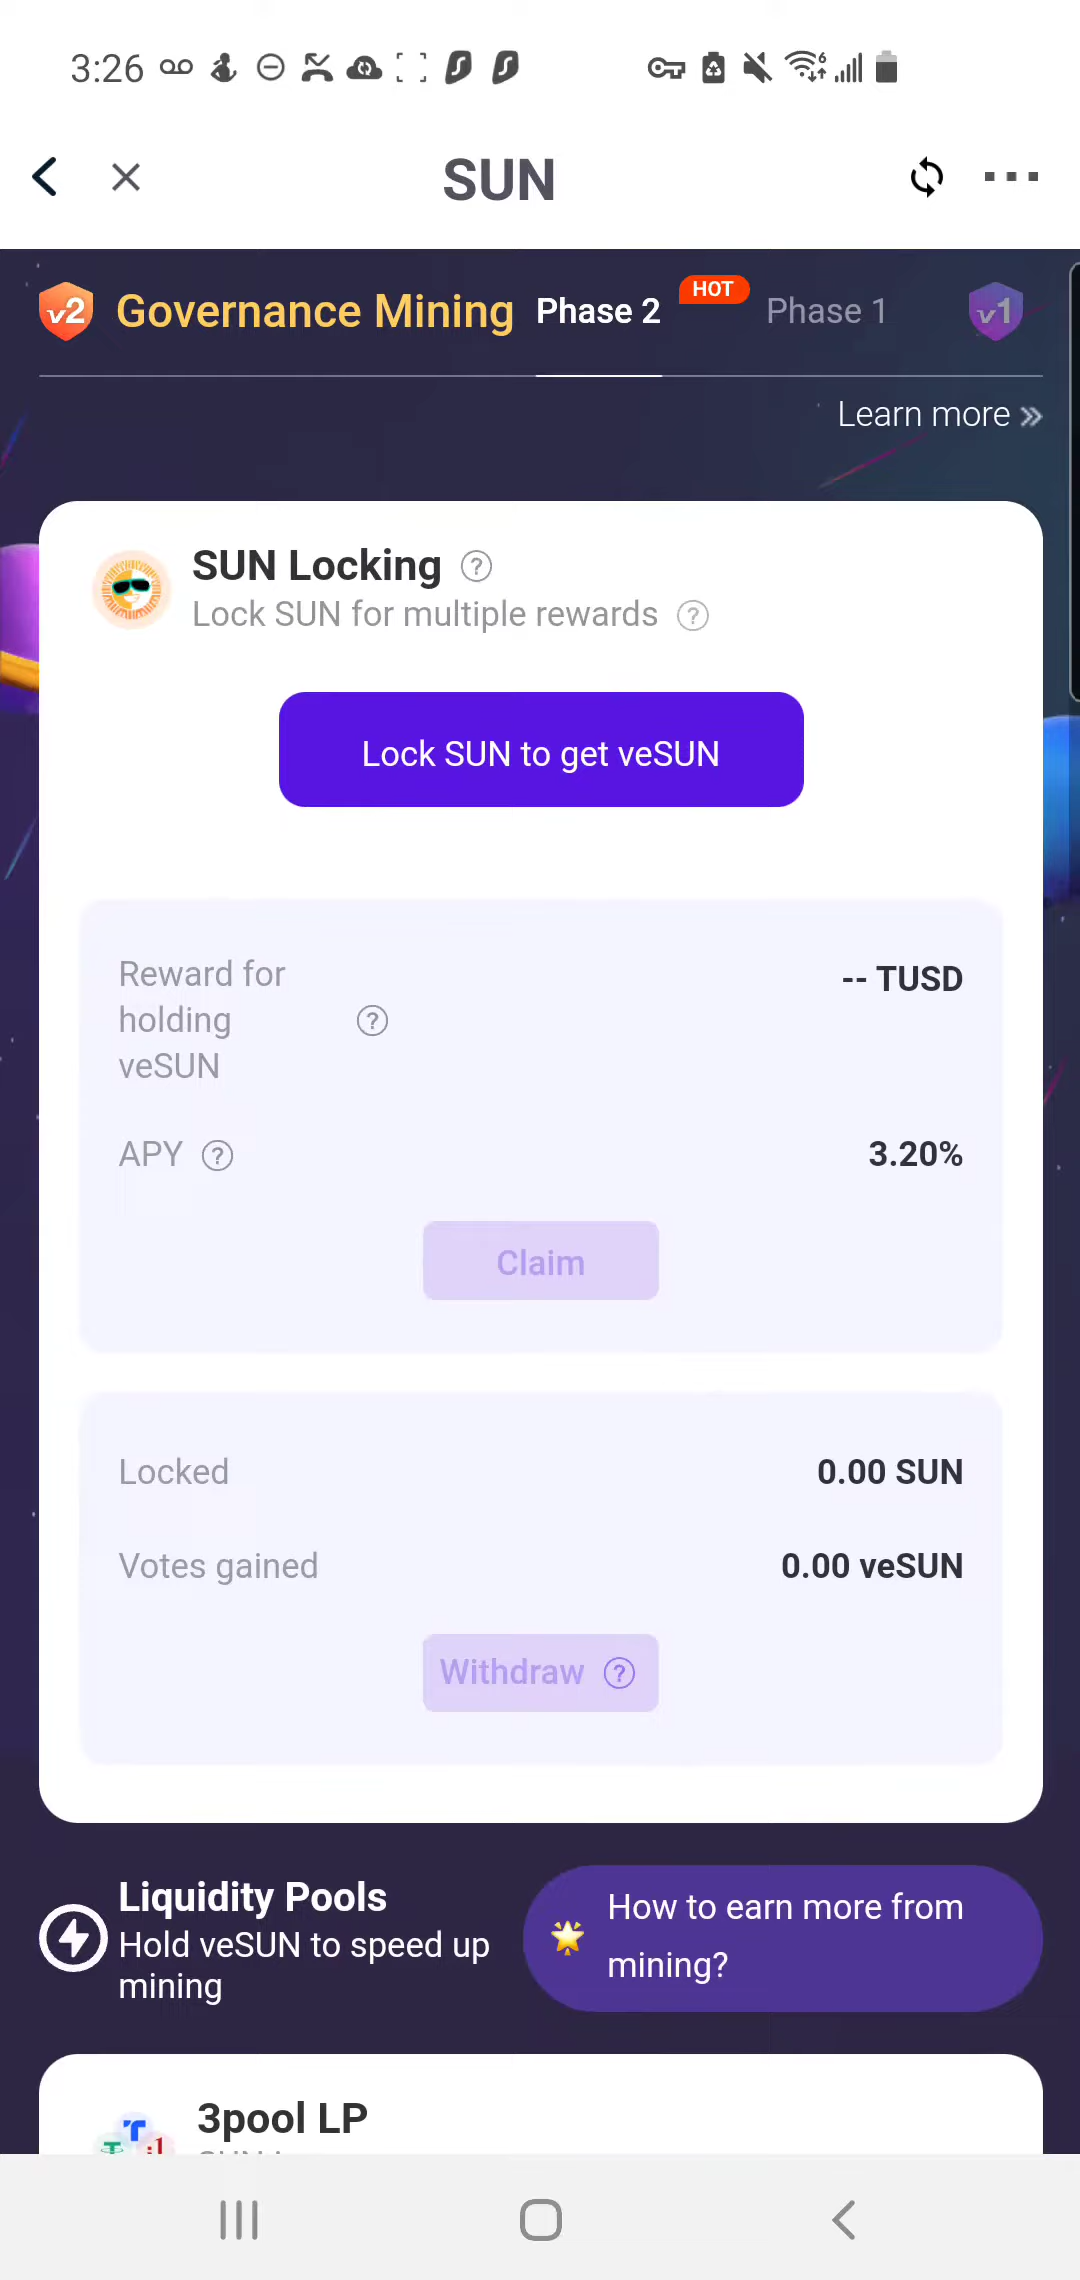 3:26
SUN
v2 Governance Mining Phase 2 HOT Phase 1 v1
Learn more »
SUN Locking ?
Lock SUN for multiple rewards ?
Lock SUN to get veSUN
Reward for
holding
veSUN
?
-- TUSD
APY ? 3.20%
Claim
Locked 0.00 SUN
Votes gained 0.00 veSUN
Withdraw ?
Liquidity Pools
Hold veSUN to speed up
mining
How to earn more from
mining?
3pool LP